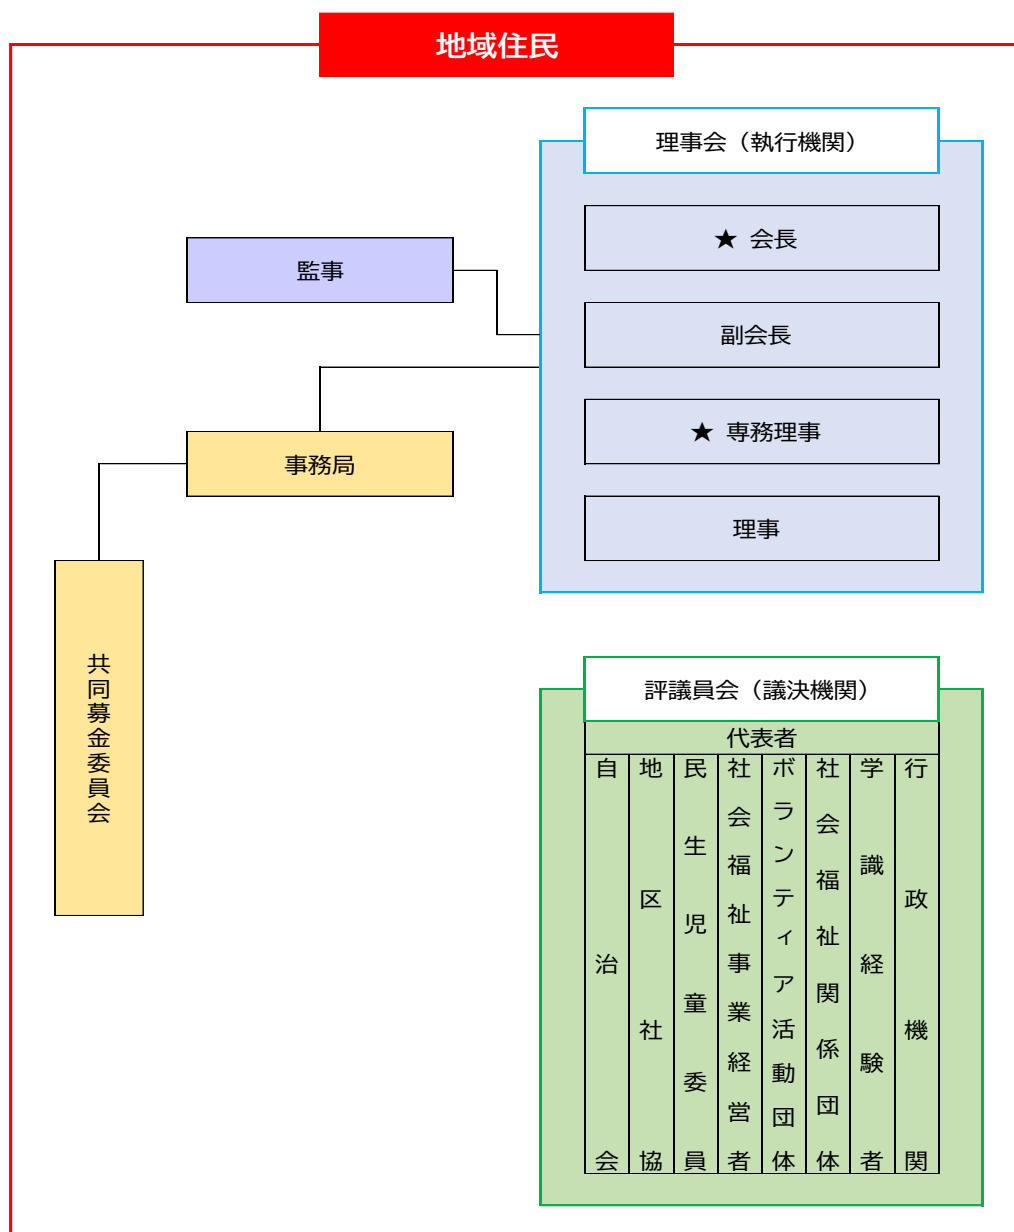 地域住民
理事会（執行機関）
★ 会長
監事
副会長
★ 専務理事
事務局
理事
共同募金委員会
評議員会（議決機関）
代表者
自治会
地区社協
民生児童委員
社会福祉事業経営者
ボランティア活動団体
社会福祉関係団体
学識経験者
行政機関